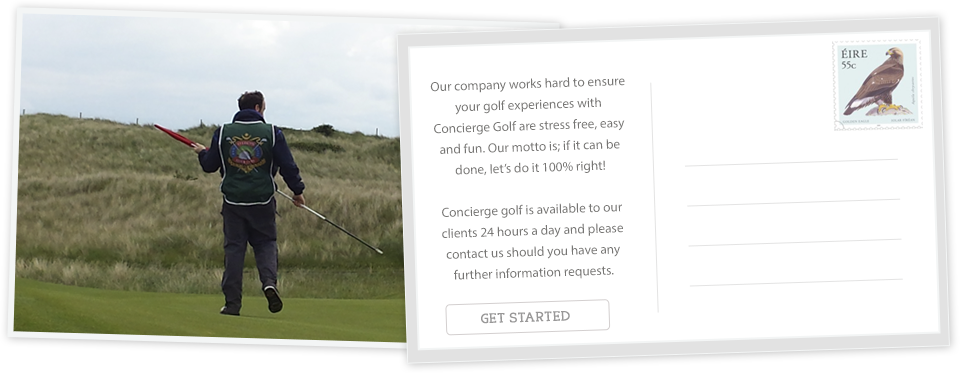 Our company works hard to ensure
your golf experiences with
Concierge Golf are stress free, easy
and fun. Our motto is; if it can be
done, let's do it 100% right!
Concierge golf is available to our
clients 24 hours a day and please
contact us should you have any
further information requests.
GET STARTED
ÉIRE
55c